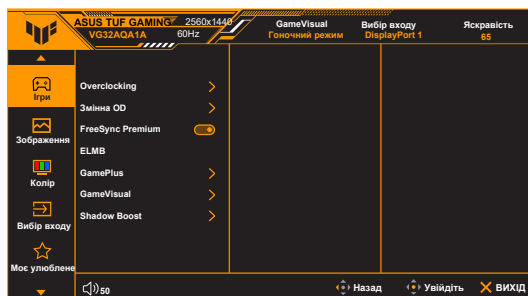 ASUS TUF GAMING 2560x1440 GameVisual Вибір входу Яскравість
VG32AQA1A 60Hz Гоночний режим DisplayPort 1 65
Ігри
Зображення
Колір
Вибір входу
Моє улюблене
Overclocking
Змінна OD
FreeSync Premium
ELMB
GamePlus
GameVisual
Shadow Boost
50 Назад Увійдіть ВИХІД